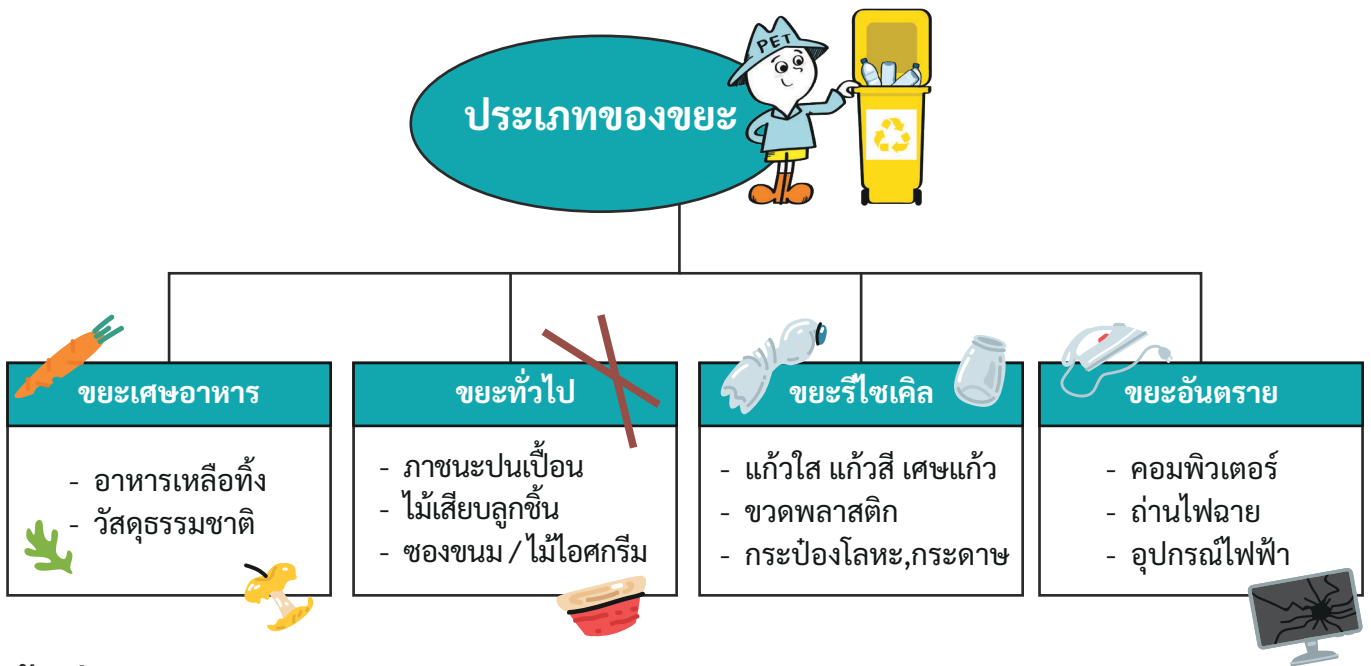 PET
ประเภทของขยะ
ขยะเศษอาหาร
- อาหารเหลือทิ้ง
- วัสดุธรรมชาติ
ขยะทั่วไป
- ภาชนะปนเปื้อน
- ไม้เสียบลูกชิ้น
- ซองขนม / ไม้ไอศกรีม
ขยะรีไซเคิล
- แก้วใส แก้วสี เศษแก้ว
- ขวดพลาสติก
- กระป๋องโลหะ,กระดาษ
ขยะอันตราย
- คอมพิวเตอร์
- ถ่านไฟฉาย
- อุปกรณ์ไฟฟ้า